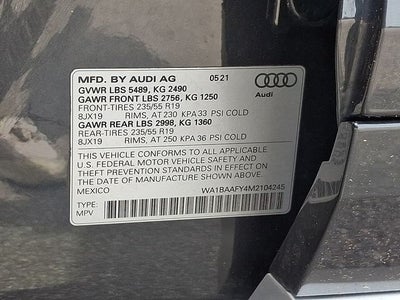 MFD. BY AUDI AG 05/21
GVWR LBS 5489, KG 2490
GAWR FRONT LBS 2756, KG 1250
FRONT-TIRES 235/55 R19
8JX19 RIMS, AT 230 KPA 33 PSI COLD
GAWR REAR LBS 2998, KG 1360
REAR-TIRES 235/55 R19
8JX19 RIMS, AT 250 KPA 36 PSI COLD
Audi
THIS VEHICLE CONFORMS TO ALL APPLICABLE
U.S. FEDERAL MOTOR VEHICLE SAFETY AND
THEFT PREVENTION STANDARDS IN EFFECT ON
THE DATE OF MANUFACTURE SHOWN ABOVE.
MEXICO WA1BAAFY4M2104245
TYPE:
MPV